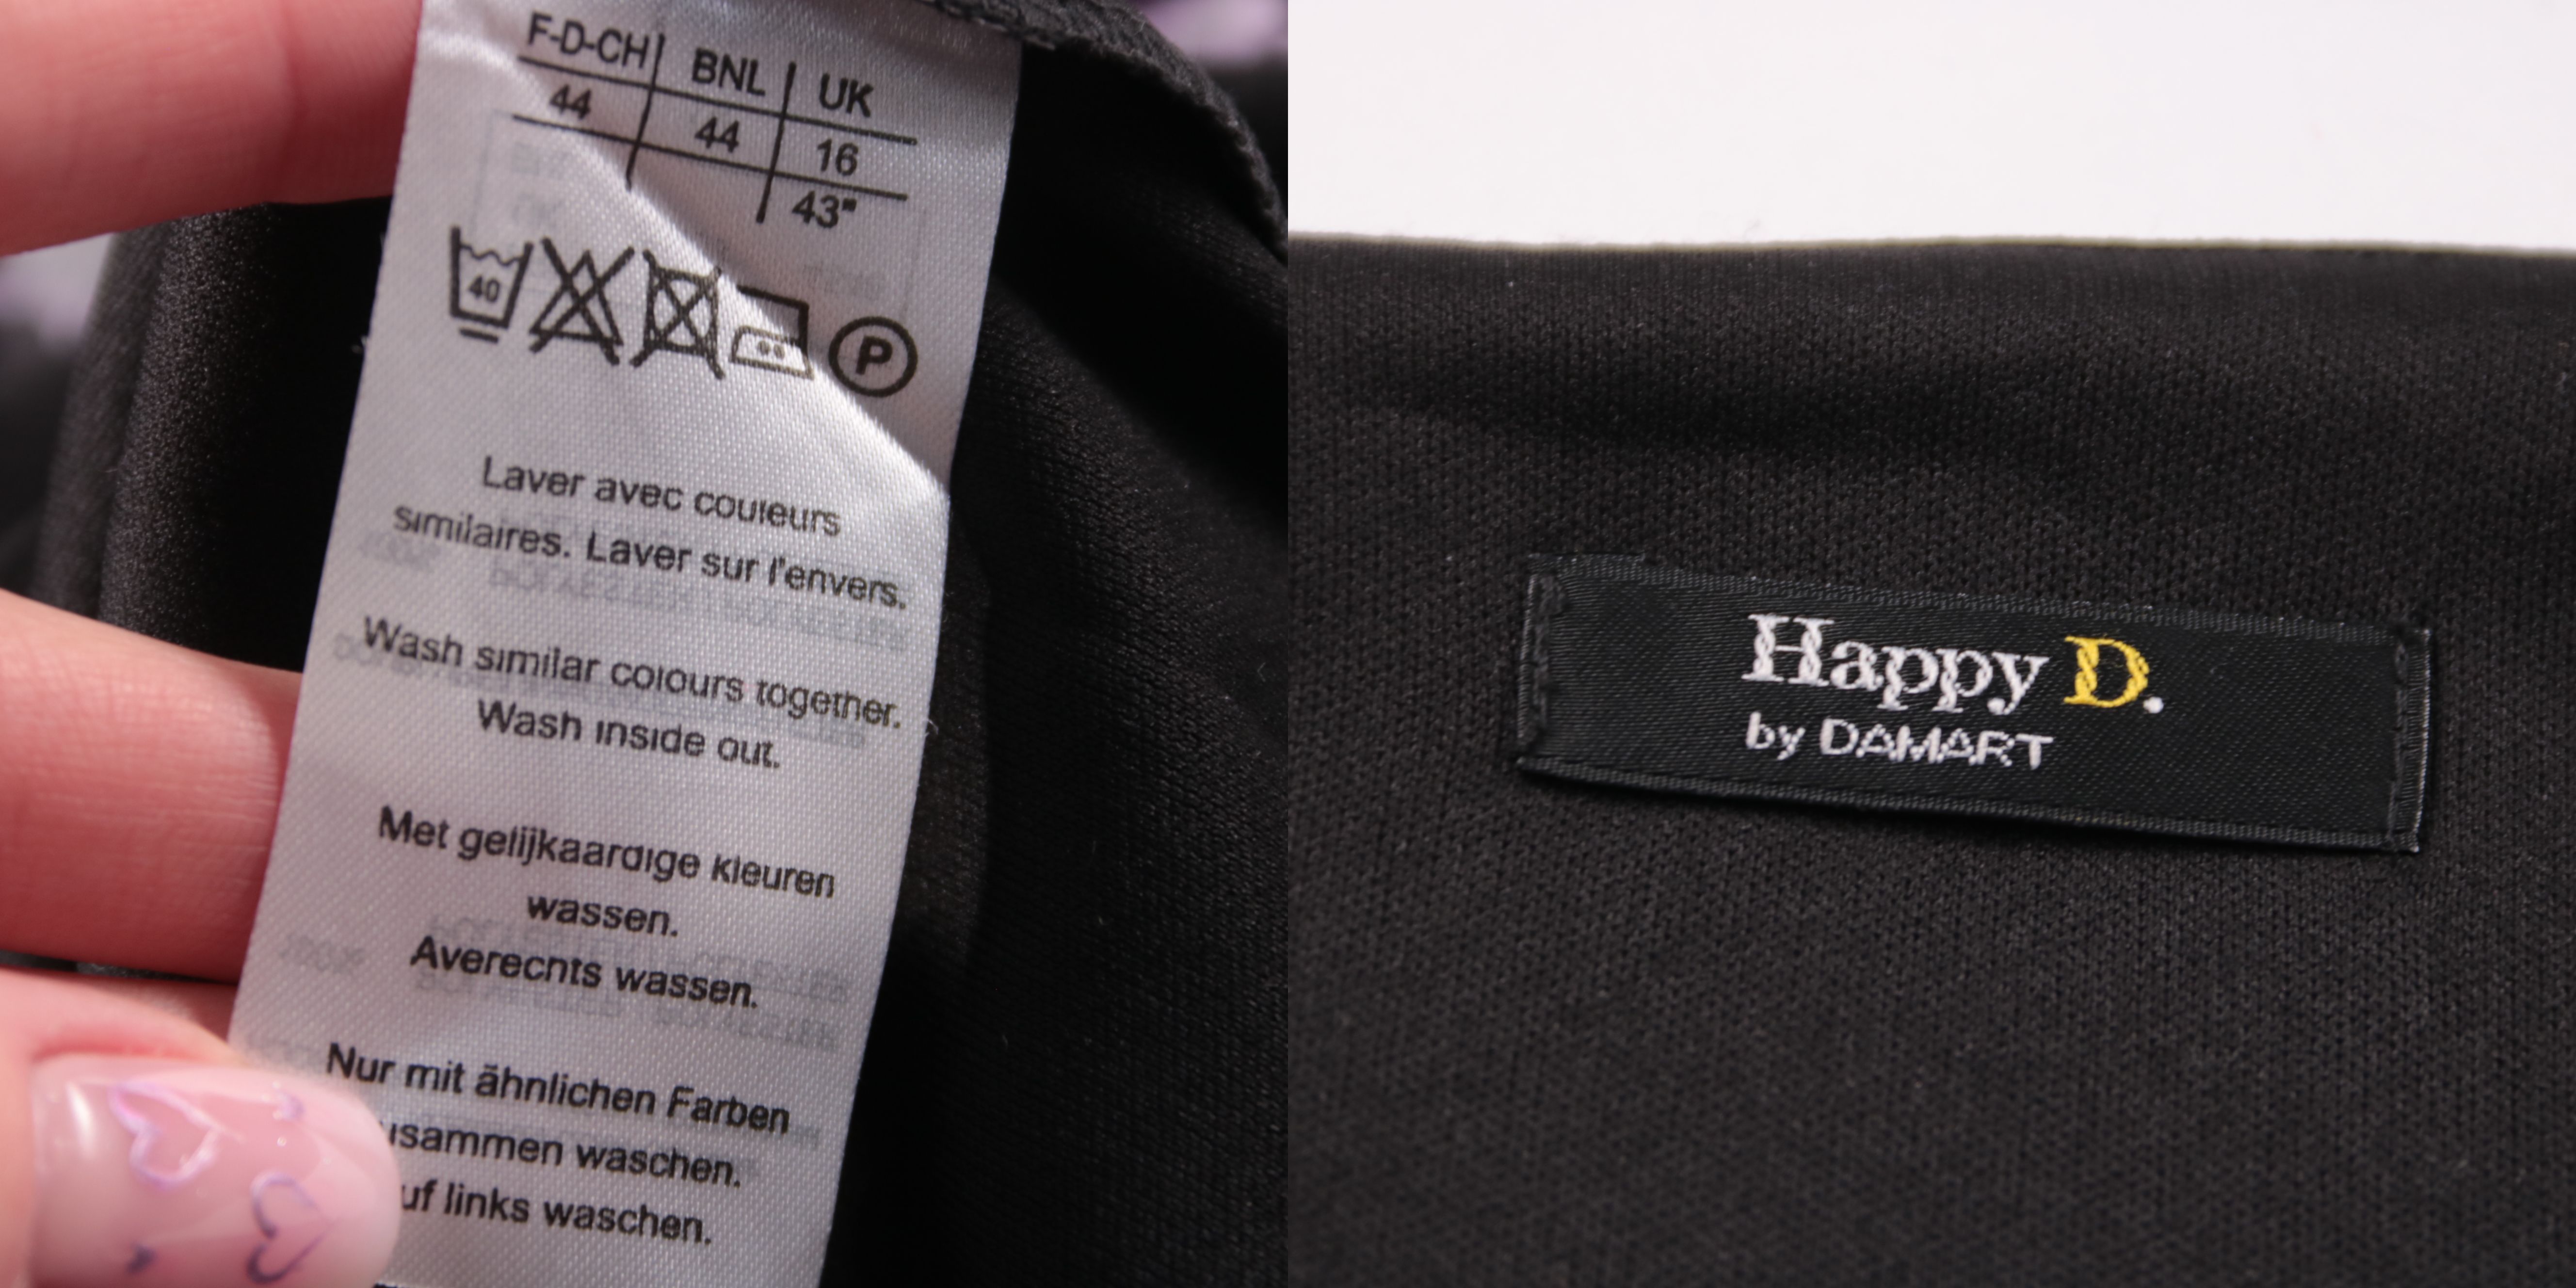 F-D-CH BNL UK
44 44 16
43"
40
P
Laver avec couleurs
similaires. Laver sur l'envers.
Wash similar colours together.
Wash inside out.
Met gelijkaardige kleuren
wassen.
Averechts wassen.
Nur mit ähnlichen Farben
usammen waschen.
uf links waschen.
Happy D.
by DAMART